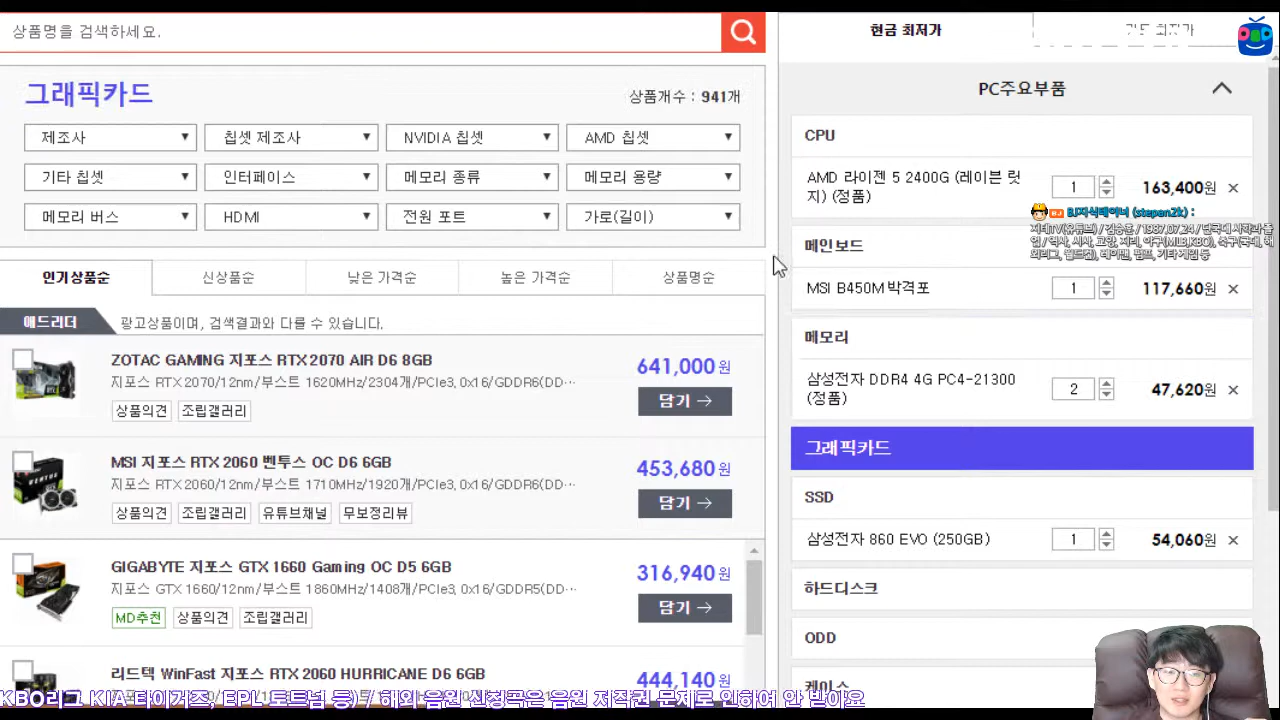 상품명을 검색하세요.
그래픽카드
상품개수 : 941개
제조사
칩셋 제조사
NVIDIA 칩셋
AMD 칩셋
기타 칩셋
인터페이스
메모리 종류
메모리 용량
메모리 버스
HDMI
전원 포트
가로(길이)
인기상품순
신상품순
낮은 가격순
높은 가격순
상품명순
애드리더
광고상품이며, 검색결과와 다를 수 있습니다.
ZOTAC GAMING 지포스 RTX 2070 AIR D6 8GB
641,000원
지포스 RTX 2070/12nm/부스트 1620MHz/2304개/PCIe3, 0x16/GDDR6(DD···
담기 →
상품의견
조립갤러리
MSI 지포스 RTX 2060 벤투스 OC D6 6GB
453,680원
지포스 RTX 2060/12nm/부스트 1710MHz/1920개/PCIe3, 0x16/GDDR6(DD···
담기 →
상품의견
조립갤러리
유튜브채널
무보정리뷰
GIGABYTE 지포스 GTX 1660 Gaming OC D5 6GB
316,940원
지포스 GTX 1660/12nm/부스트 1860MHz/1408개/PCIe3, 0x16/GDDR5(DD···
담기 →
MD추천
상품의견
조립갤러리
리드텍 WinFast 지포스 RTX 2060 HURRICANE D6 6GB
444,140원
현금 최저가
카드 최저가
PC주요부품
CPU
AMD 라이젠 5 2400G (레이븐 릿
지) (정품)
1
163,400원
BJ지식테이너 (stepan2k) :
메인보드
MSI B450M 박격포
1
117,660원
메모리
삼성전자 DDR4 4G PC4-21300
(정품)
2
47,620원
그래픽카드
SSD
삼성전자 860 EVO (250GB)
1
54,060원
하드디스크
ODD
케이스
KBO리그 KIA 타이거즈, EPL 토트넘 등) / 해외 음원 신청곡은 음원 저작권 문제로 인하여 안 받아요